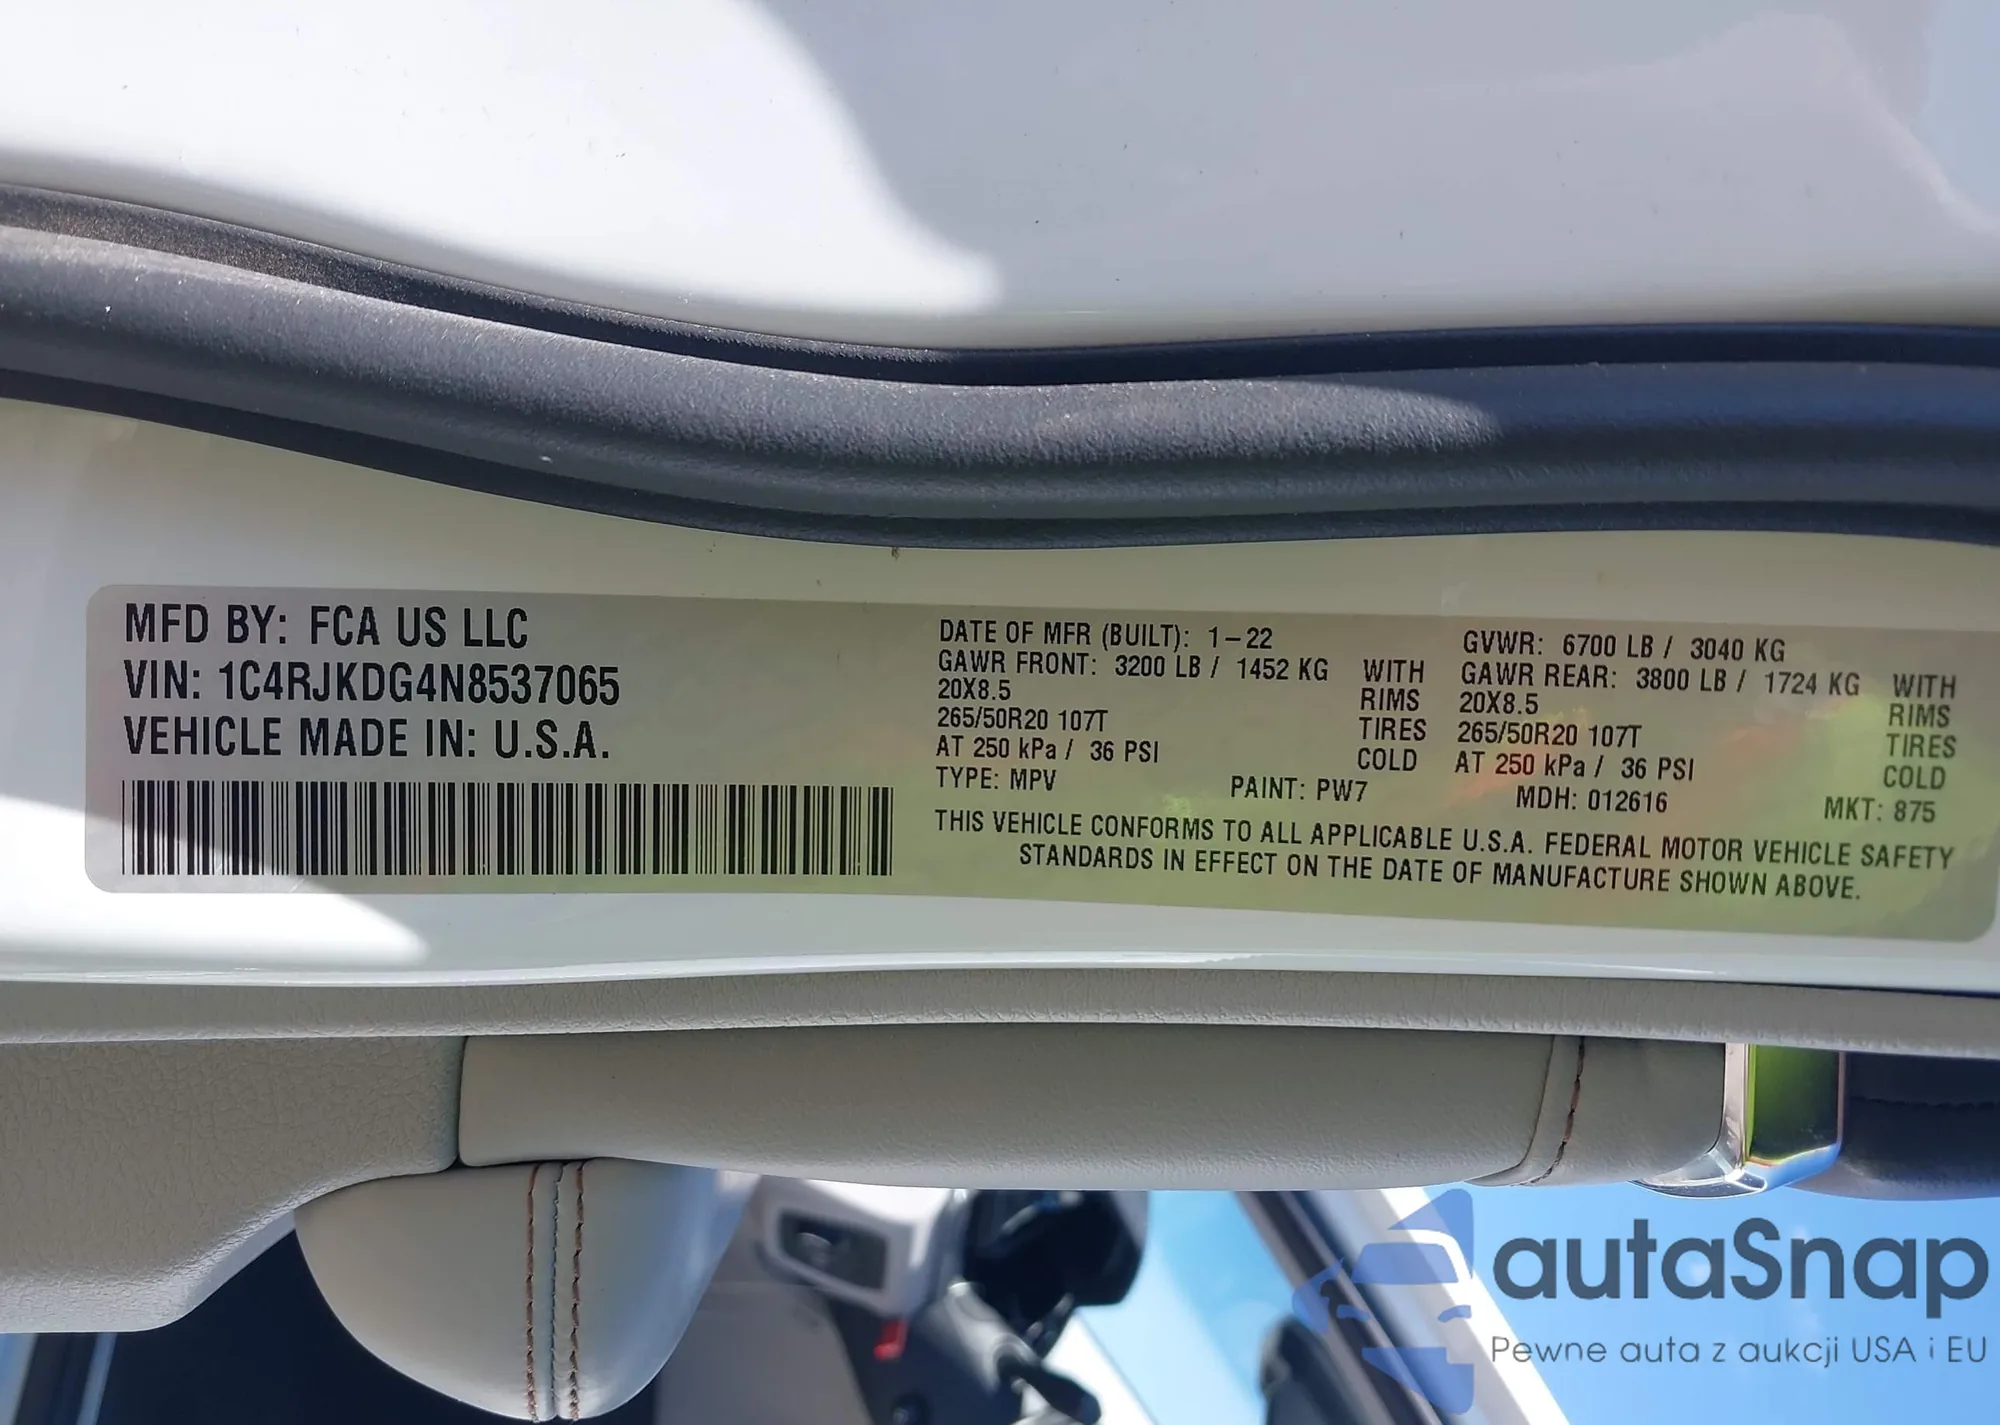 MFD BY: FCA US LLC
VIN: 1C4RJKDG4N8537065
VEHICLE MADE IN: U.S.A.
DATE OF MFR (BUILT): 1-22
GAWR FRONT: 3200 LB / 1452 KG WITH
20X8.5 RIMS
265/50R20 107T TIRES
AT 250 kPa / 36 PSI COLD
GVWR: 6700 LB / 3040 KG
GAWR REAR: 3800 LB / 1724 KG WITH
20X8.5 RIMS
265/50R20 107T TIRES
AT 250 kPa / 36 PSI COLD
TYPE: MPV PAINT: PW7 MDH: 012616 MKT: 875
THIS VEHICLE CONFORMS TO ALL APPLICABLE U.S.A. FEDERAL MOTOR VEHICLE SAFETY
STANDARDS IN EFFECT ON THE DATE OF MANUFACTURE SHOWN ABOVE.
autaSnap
Pewne auta z aukcji USA i EU